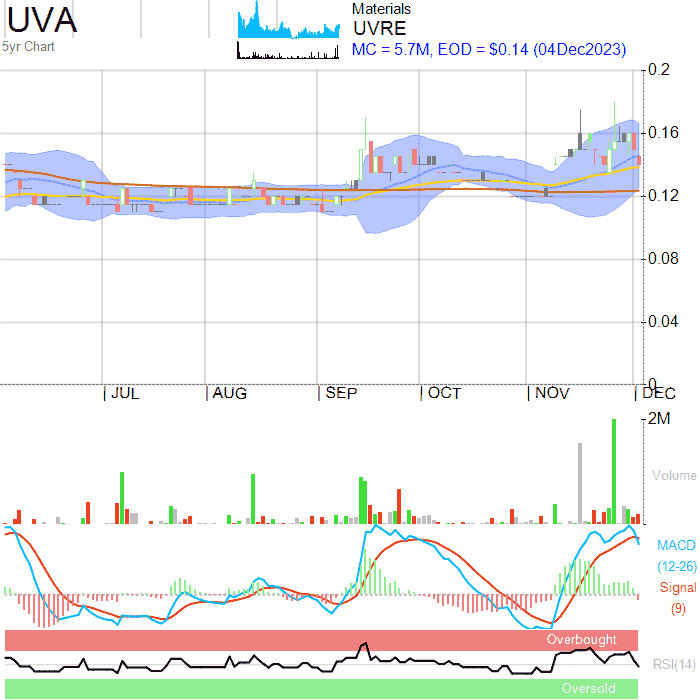 UVA
5yr Chart
Materials
UVRE
MC = 5.7M, EOD = $0.14 (04Dec2023)
0.2
0.16
0.12
0.08
0.04
0
JUL AUG SEP OCT NOV DEC
2M
Volume
MACD
(12-26)
Signal
(9)
Overbought
RSI(14)
Oversold